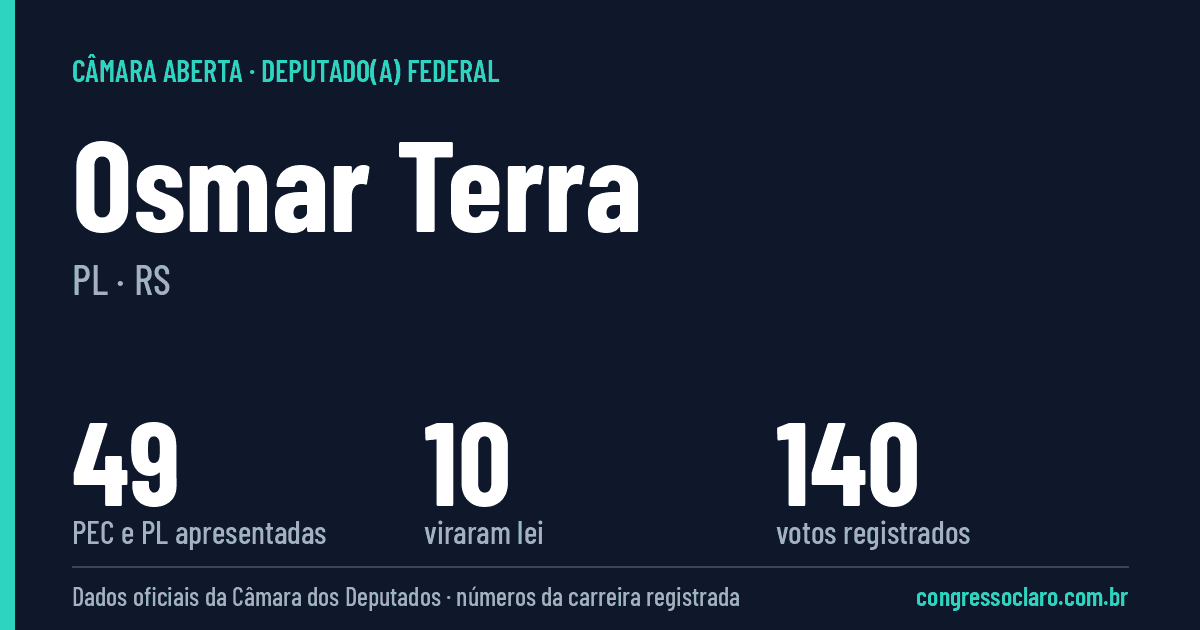 CÂMARA ABERTA · DEPUTADO(A) FEDERAL
Osmar Terra
PL · RS
49 10 140
PEC e PL apresentadas viraram lei votos registrados
Dados oficiais da Câmara dos Deputados · números da carreira registrada congressoclaro.com.br